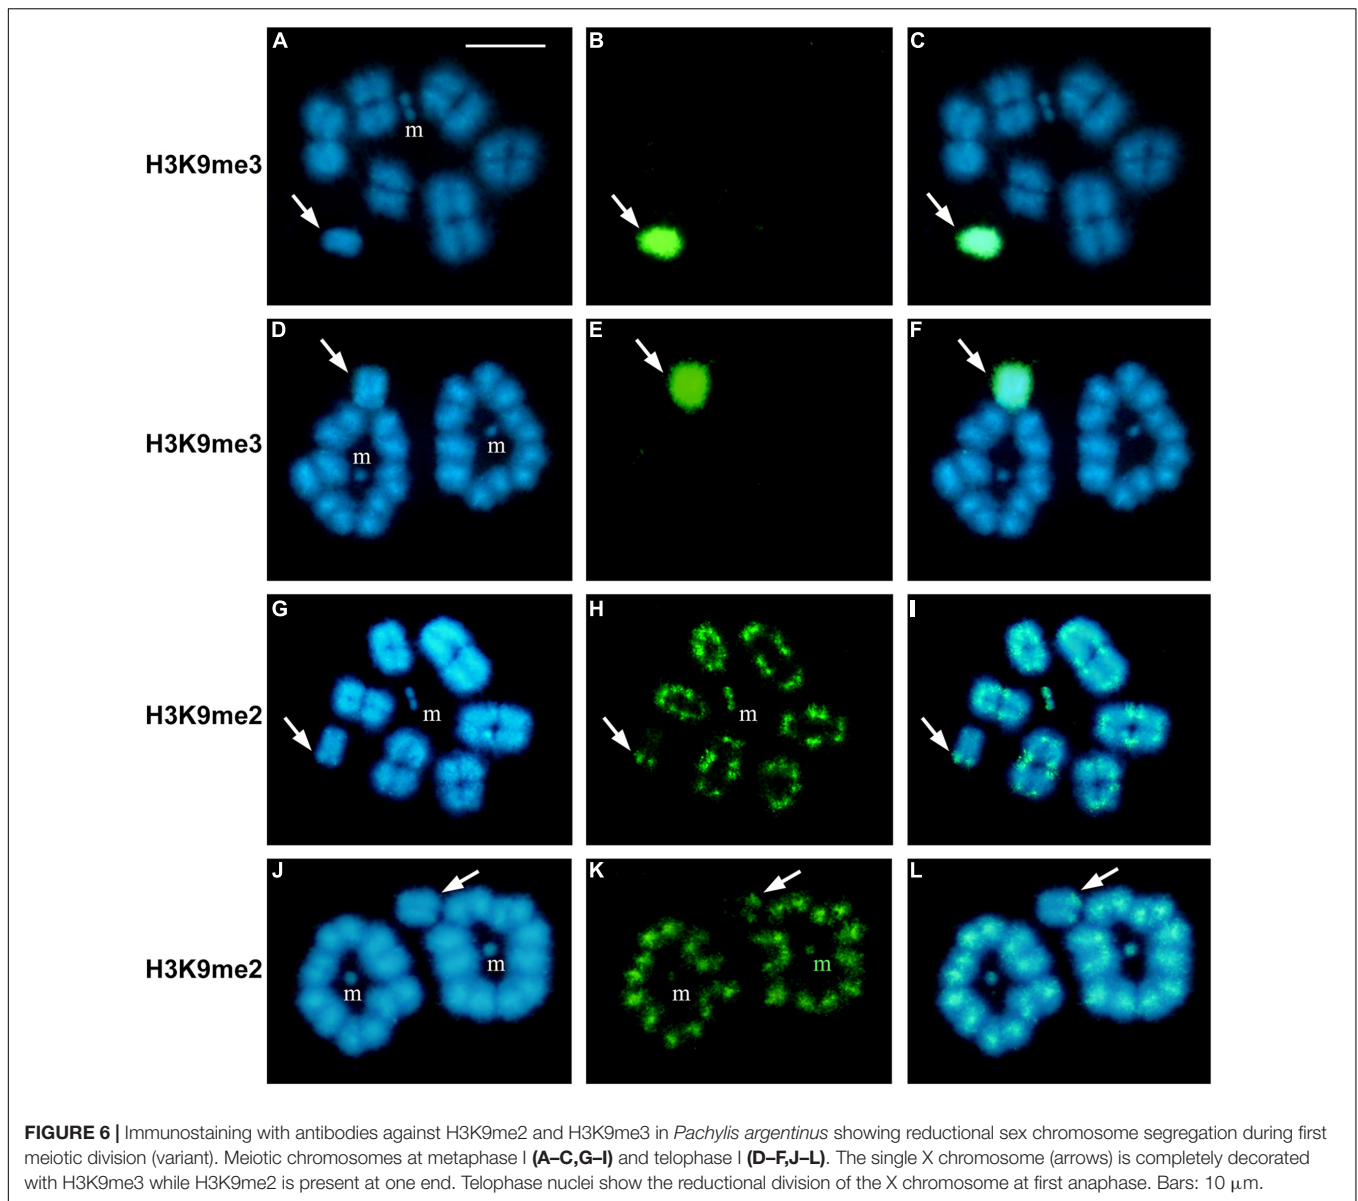 A B C
m
H3K9me3
D E F
m m
H3K9me3
G H I
m m
H3K9me2
J K L
m m m m
H3K9me2
FIGURE 6 | Immunostaining with antibodies against H3K9me2 and H3K9me3 in Pachylis argentinus showing reductional sex chromosome segregation during first
meiotic division (variant). Meiotic chromosomes at metaphase I (A–C,G–I) and telophase I (D–F,J–L). The single X chromosome (arrows) is completely decorated
with H3K9me3 while H3K9me2 is present at one end. Telophase nuclei show the reductional division of the X chromosome at first anaphase. Bars: 10 μm.